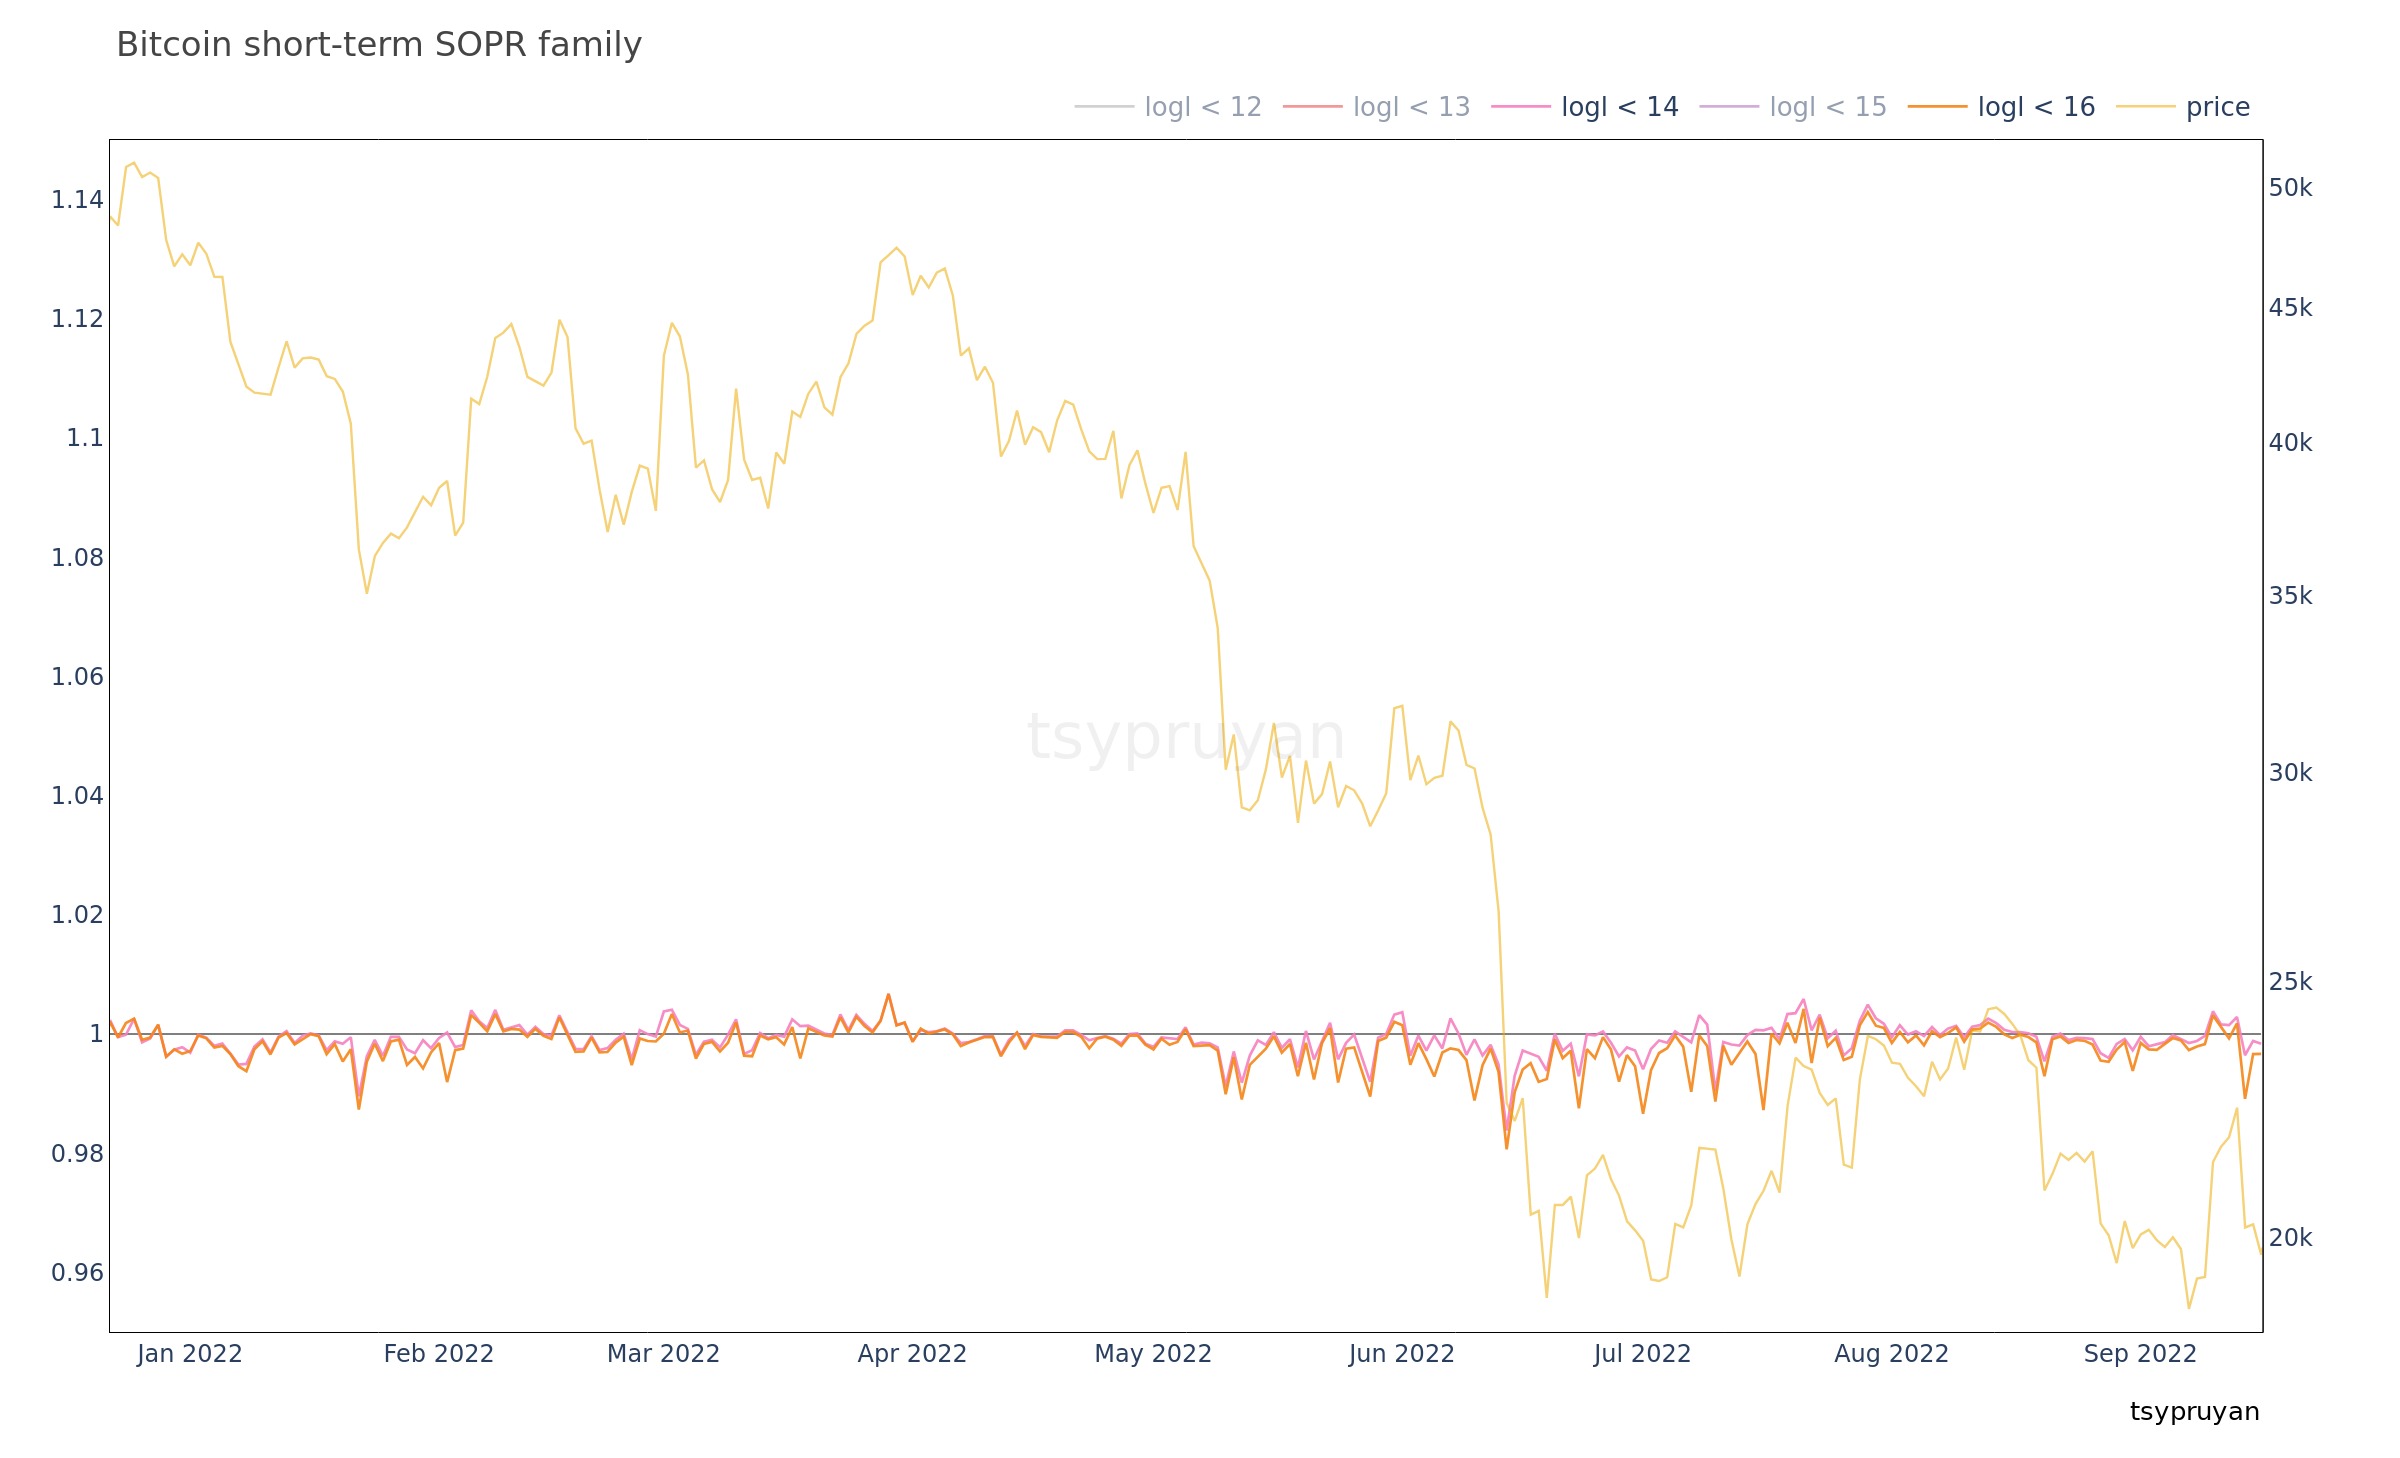 Bitcoin short-term SOPR family
logl < 12 logl < 13 logl < 14 logl < 15 logl < 16 price
1.14
1.12
1.1
1.08
1.06
1.04
1.02
1
0.98
0.96
50k
45k
40k
35k
30k
25k
20k
tsypruyan
Jan 2022 Feb 2022 Mar 2022 Apr 2022 May 2022 Jun 2022 Jul 2022 Aug 2022 Sep 2022
tsypruyan